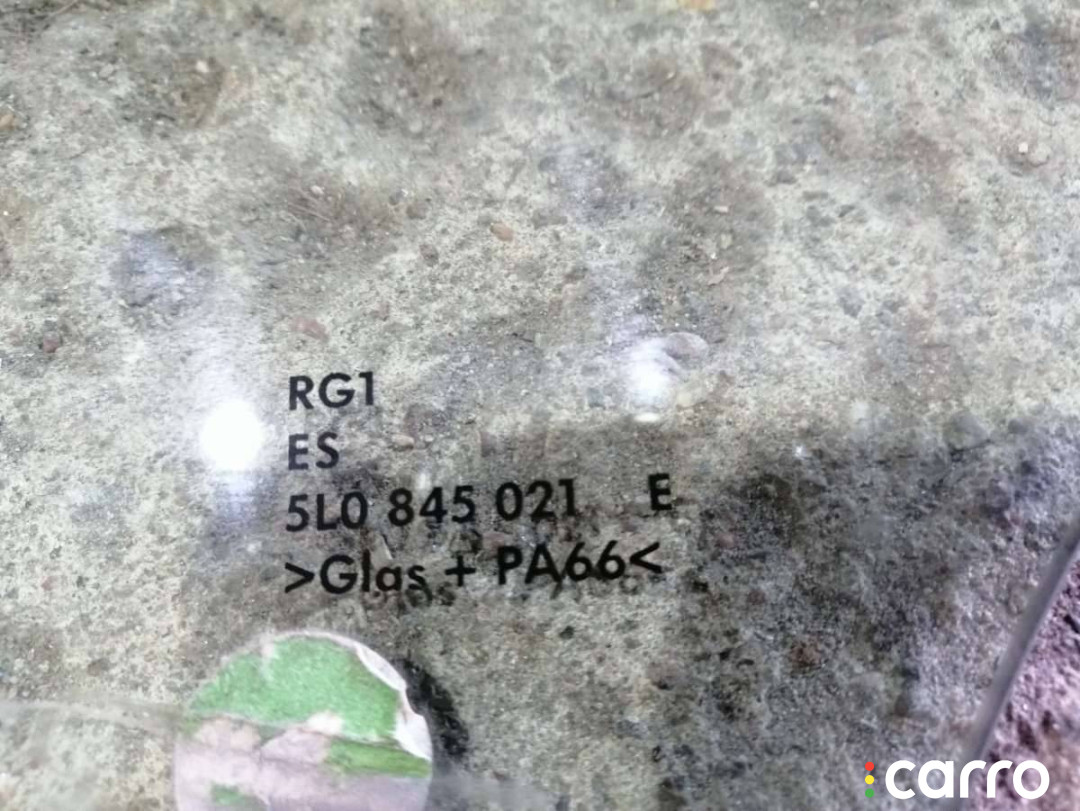 RG1
ES
5L0 845 021 E
>Glas + PA66<
carro